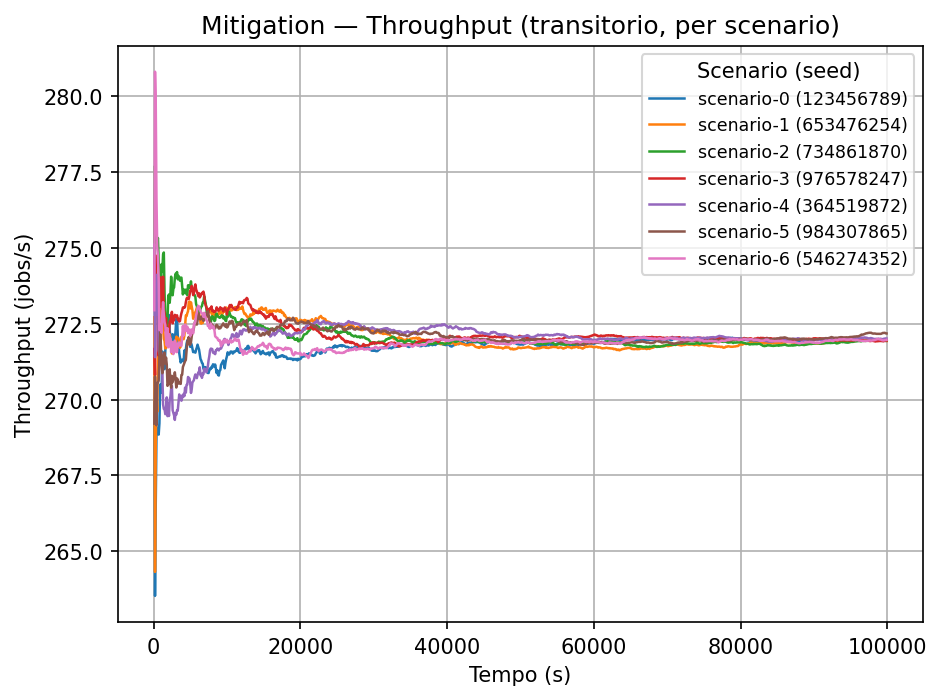 Mitigation — Throughput (transitorio, per scenario)
Throughput (jobs/s)
280.0
277.5
275.0
272.5
270.0
267.5
265.0
Scenario (seed)
scenario-0 (123456789)
scenario-1 (653476254)
scenario-2 (734861870)
scenario-3 (976578247)
scenario-4 (364519872)
scenario-5 (984307865)
scenario-6 (546274352)
0
20000
40000
60000
80000
100000
Tempo (s)